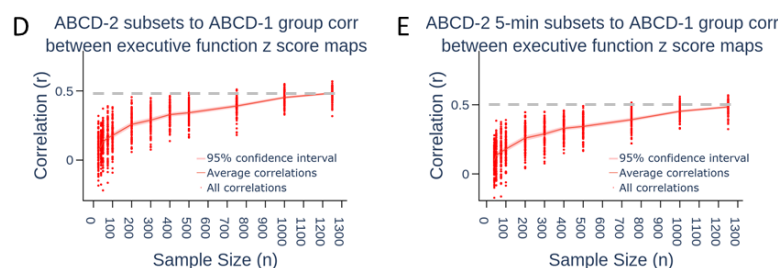 D
ABCD-2 subsets to ABCD-1 group corr
between executive function z score maps
Correlation (r)
0.5
0
95% confidence interval
Average correlations
All correlations
0
100
200
300
400
500
600
700
800
900
1000
1100
1200
1300
Sample Size (n)
E
ABCD-2 5-min subsets to ABCD-1 group corr
between executive function z score maps
Correlation (r)
0.5
0
95% confidence interval
Average correlations
All correlations
0
100
200
300
400
500
600
700
800
900
1000
1100
1200
1300
Sample Size (n)